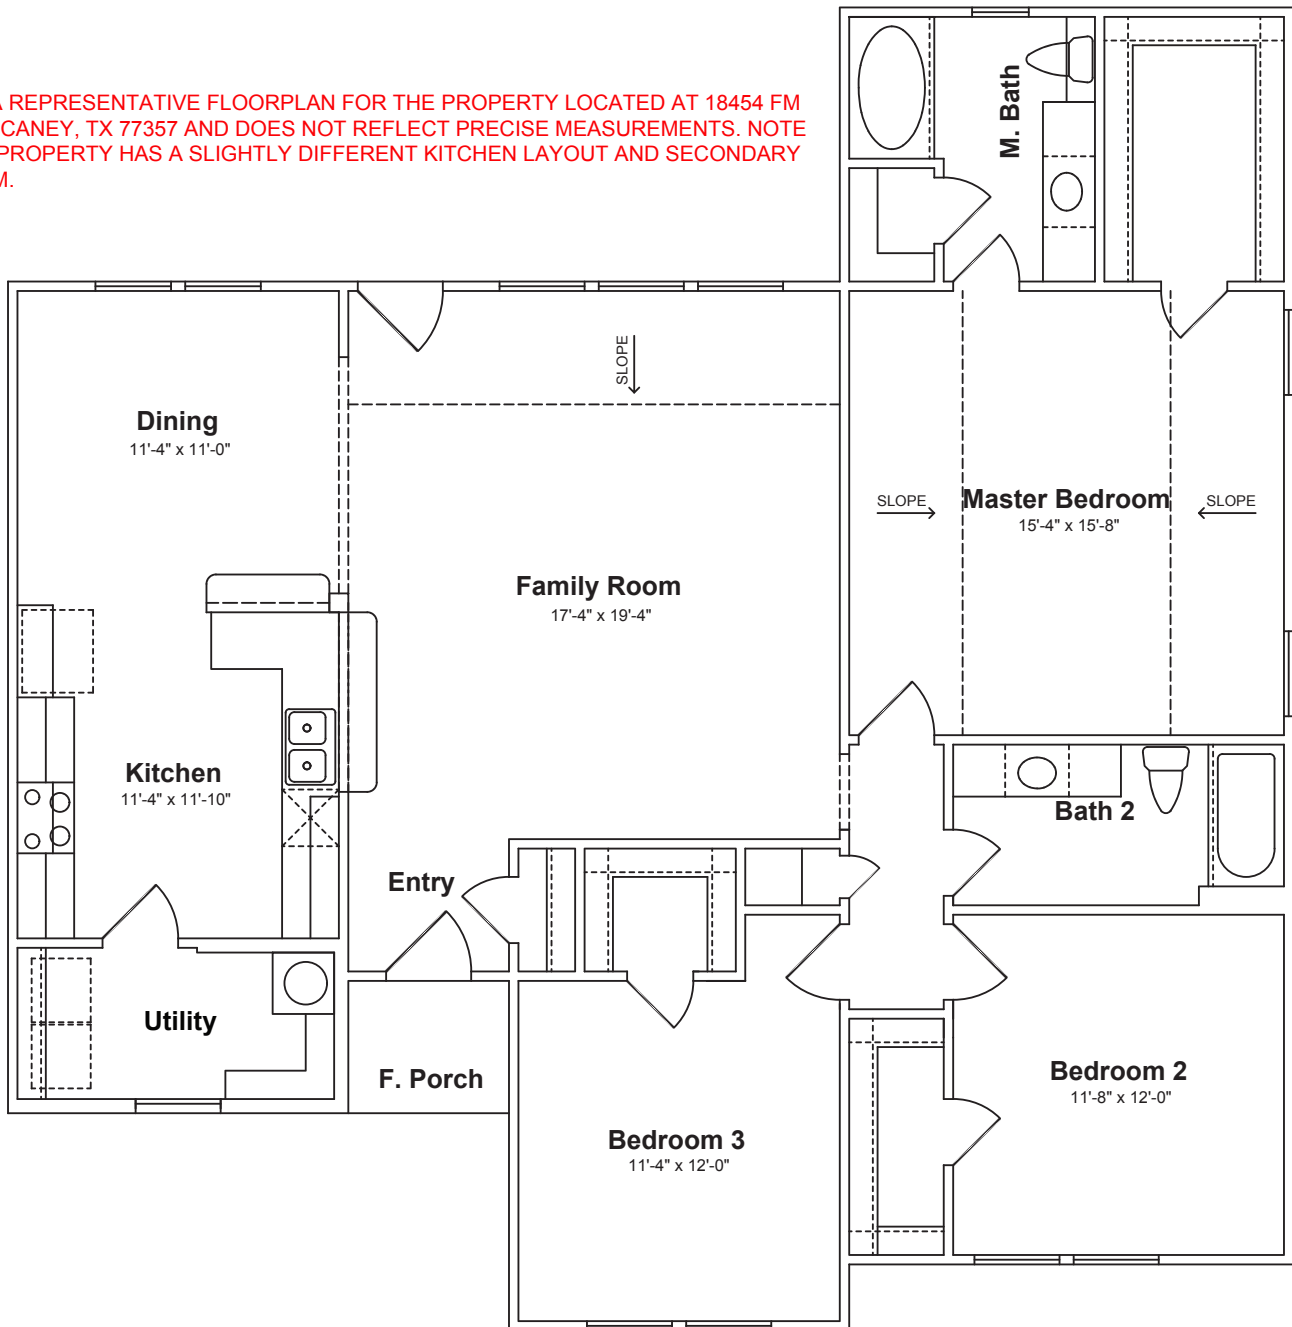 A REPRESENTATIVE FLOORPLAN FOR THE PROPERTY LOCATED AT 18454 FM
CANEY, TX 77357 AND DOES NOT REFLECT PRECISE MEASUREMENTS. NOTE
PROPERTY HAS A SLIGHTLY DIFFERENT KITCHEN LAYOUT AND SECONDARY
M.
M. Bath
SLOPE
Dining
11'-4" x 11'-0"
SLOPE
Master Bedroom
15'-4" x 15'-8"
SLOPE
Family Room
17'-4" x 19'-4"
Kitchen
11'-4" x 11'-10"
Bath 2
Entry
Utility
F. Porch
Bedroom 2
11'-8" x 12'-0"
Bedroom 3
11'-4" x 12'-0"